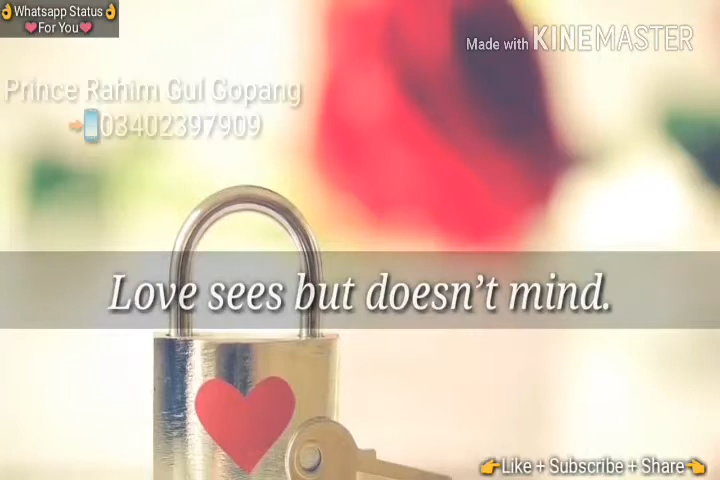 👌Whatsapp Status👌
❤For You❤
Made with KINEMASTER
Prince Rahim Gul Gopang
➡📱03402397909
Love sees but doesn't mind.
👉Like + Subscribe + Share👈